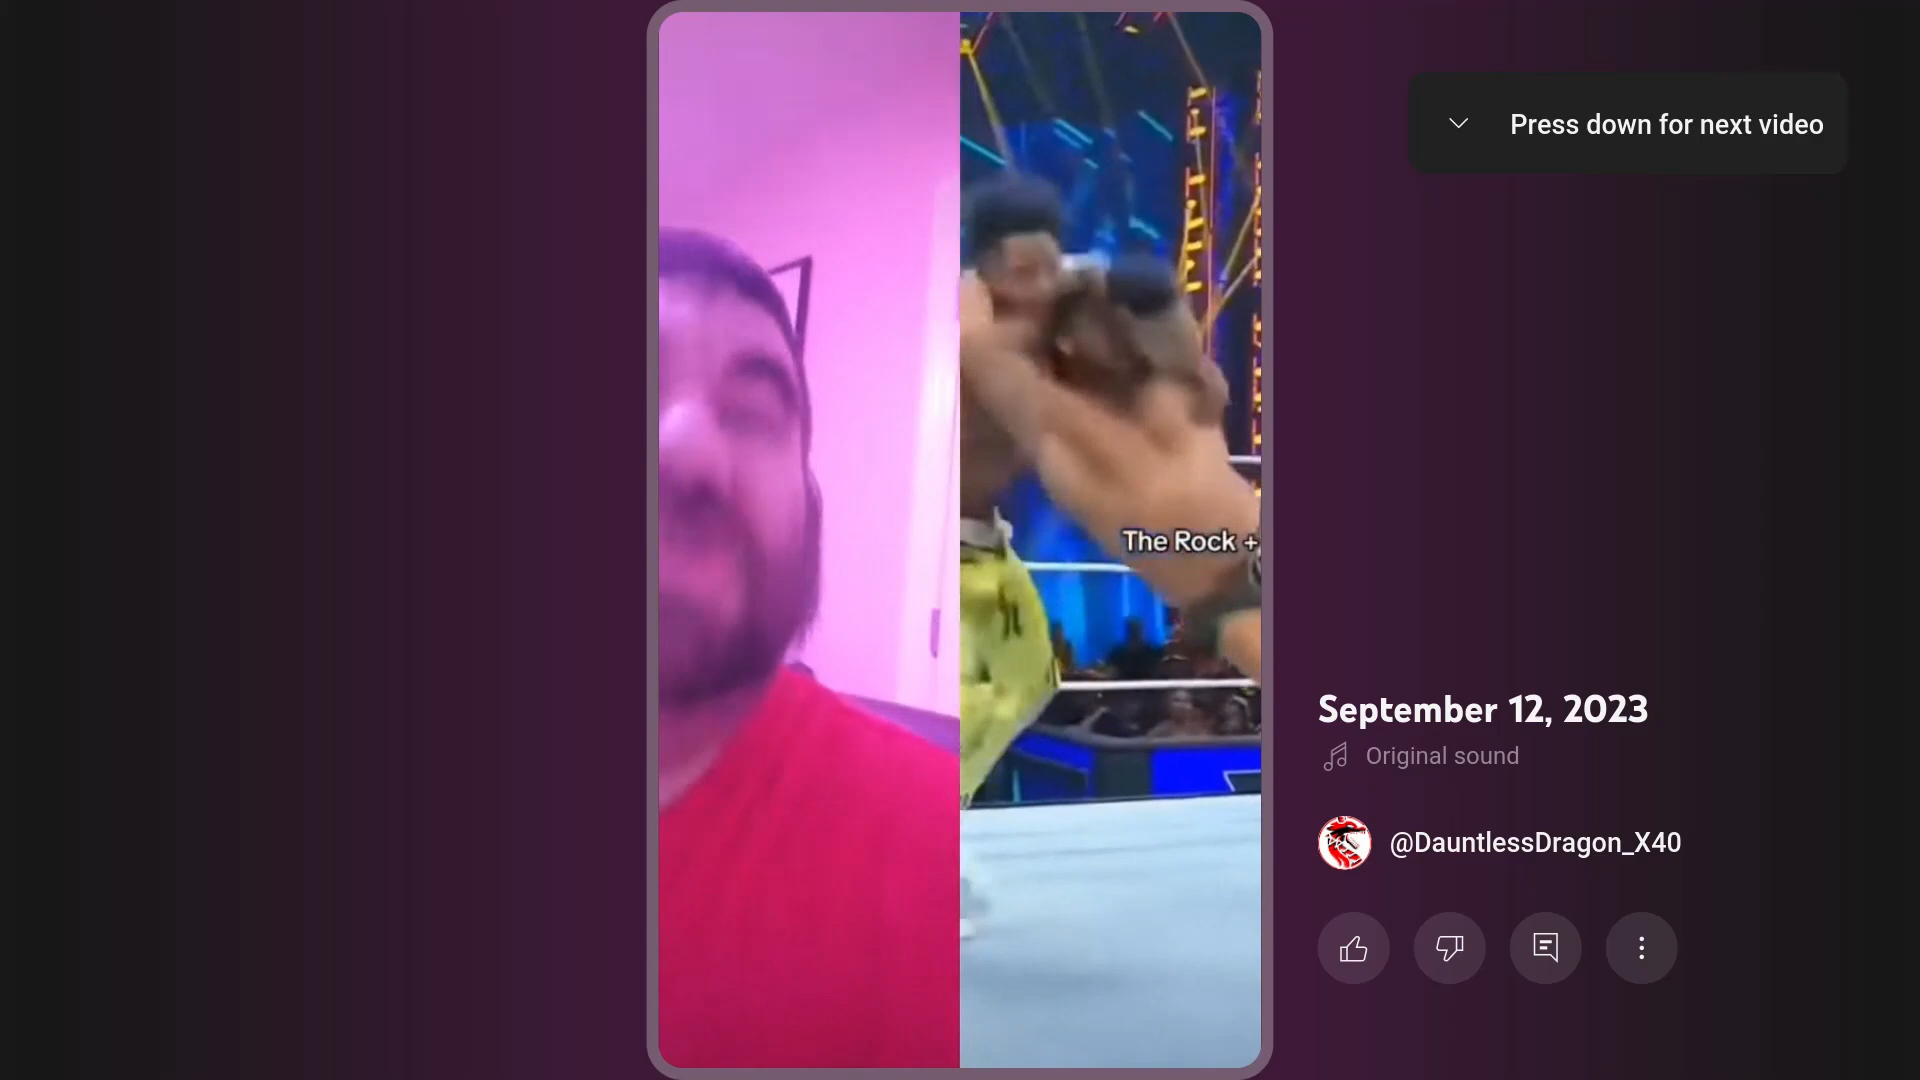 Press down for next video
The Rock +
September 12, 2023
Original sound
@DauntlessDragon_X40